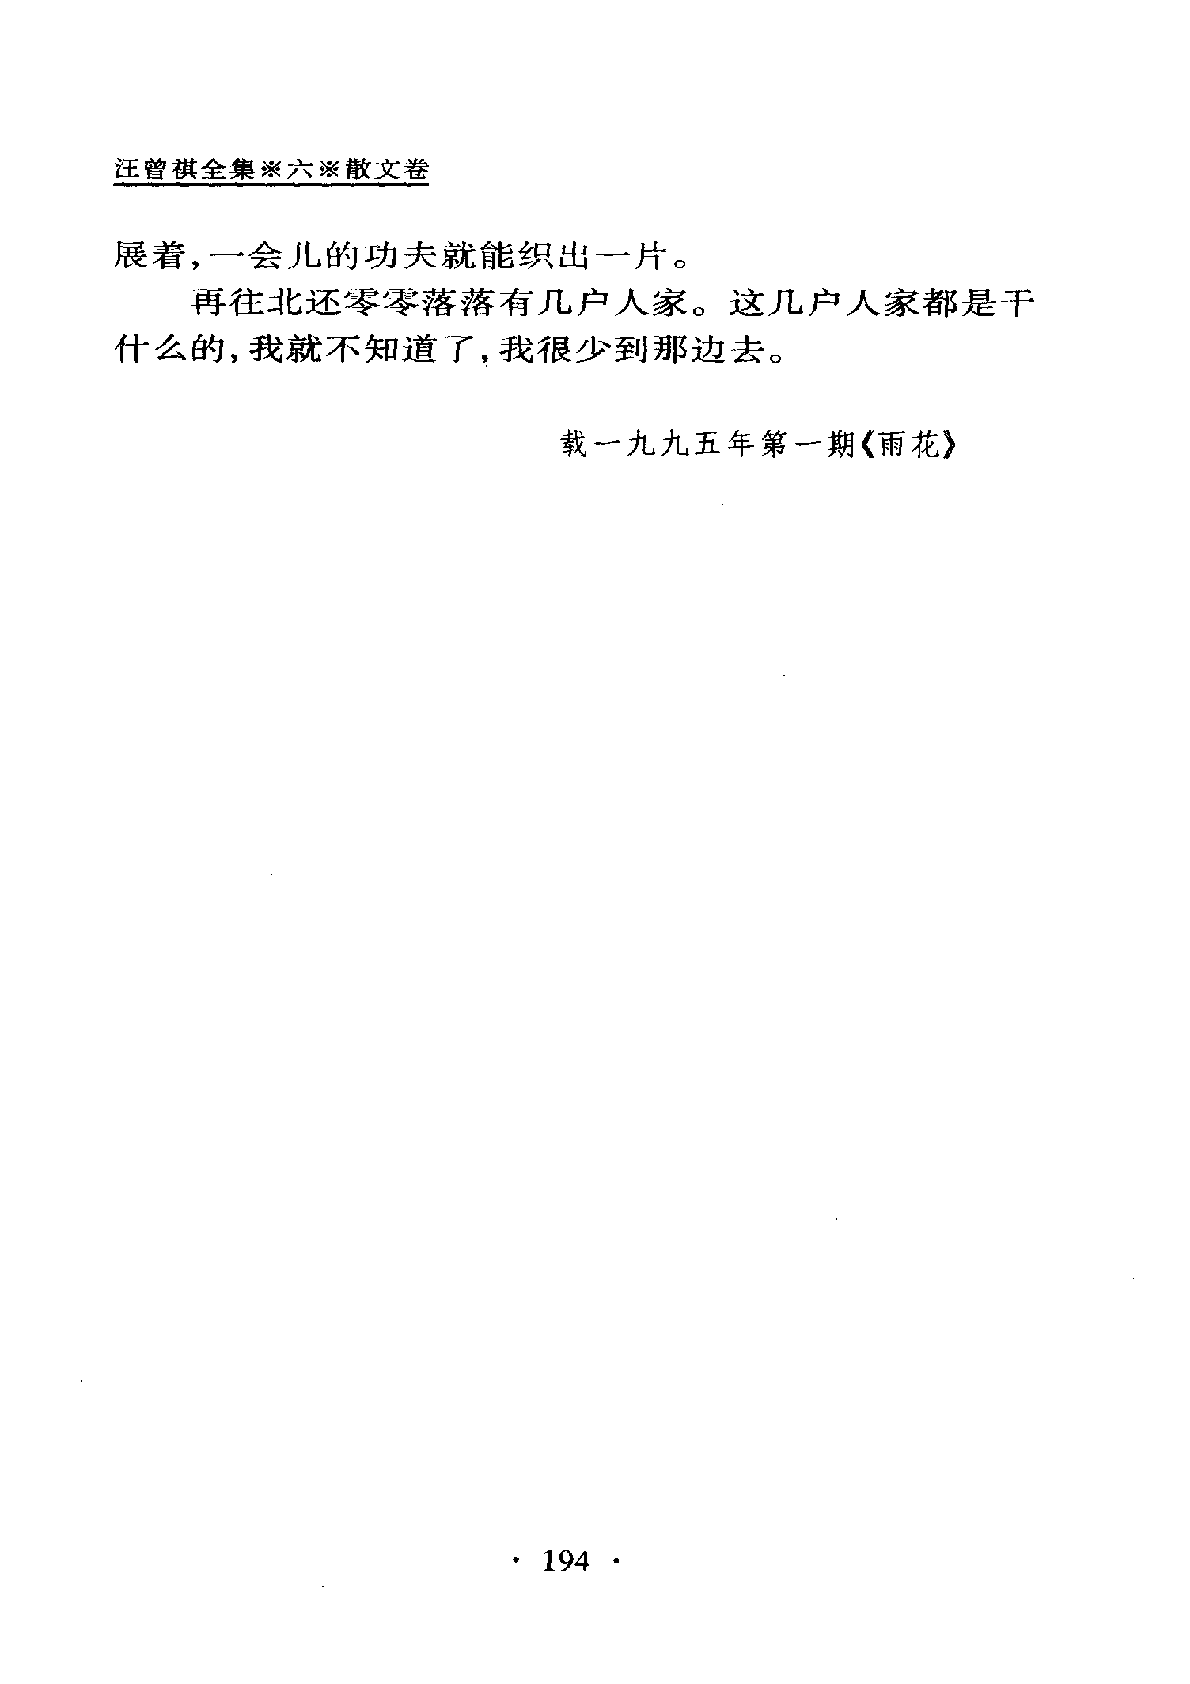 汪曾祺全集※六※散文卷
展着,一会儿的功夫就能织出一片。
再往北还零零落落有几户人家。这几户人家都是干
什么的,我就不知道了,我很少到那边去。
载一九九五年第一期《雨花》
· 194 ·